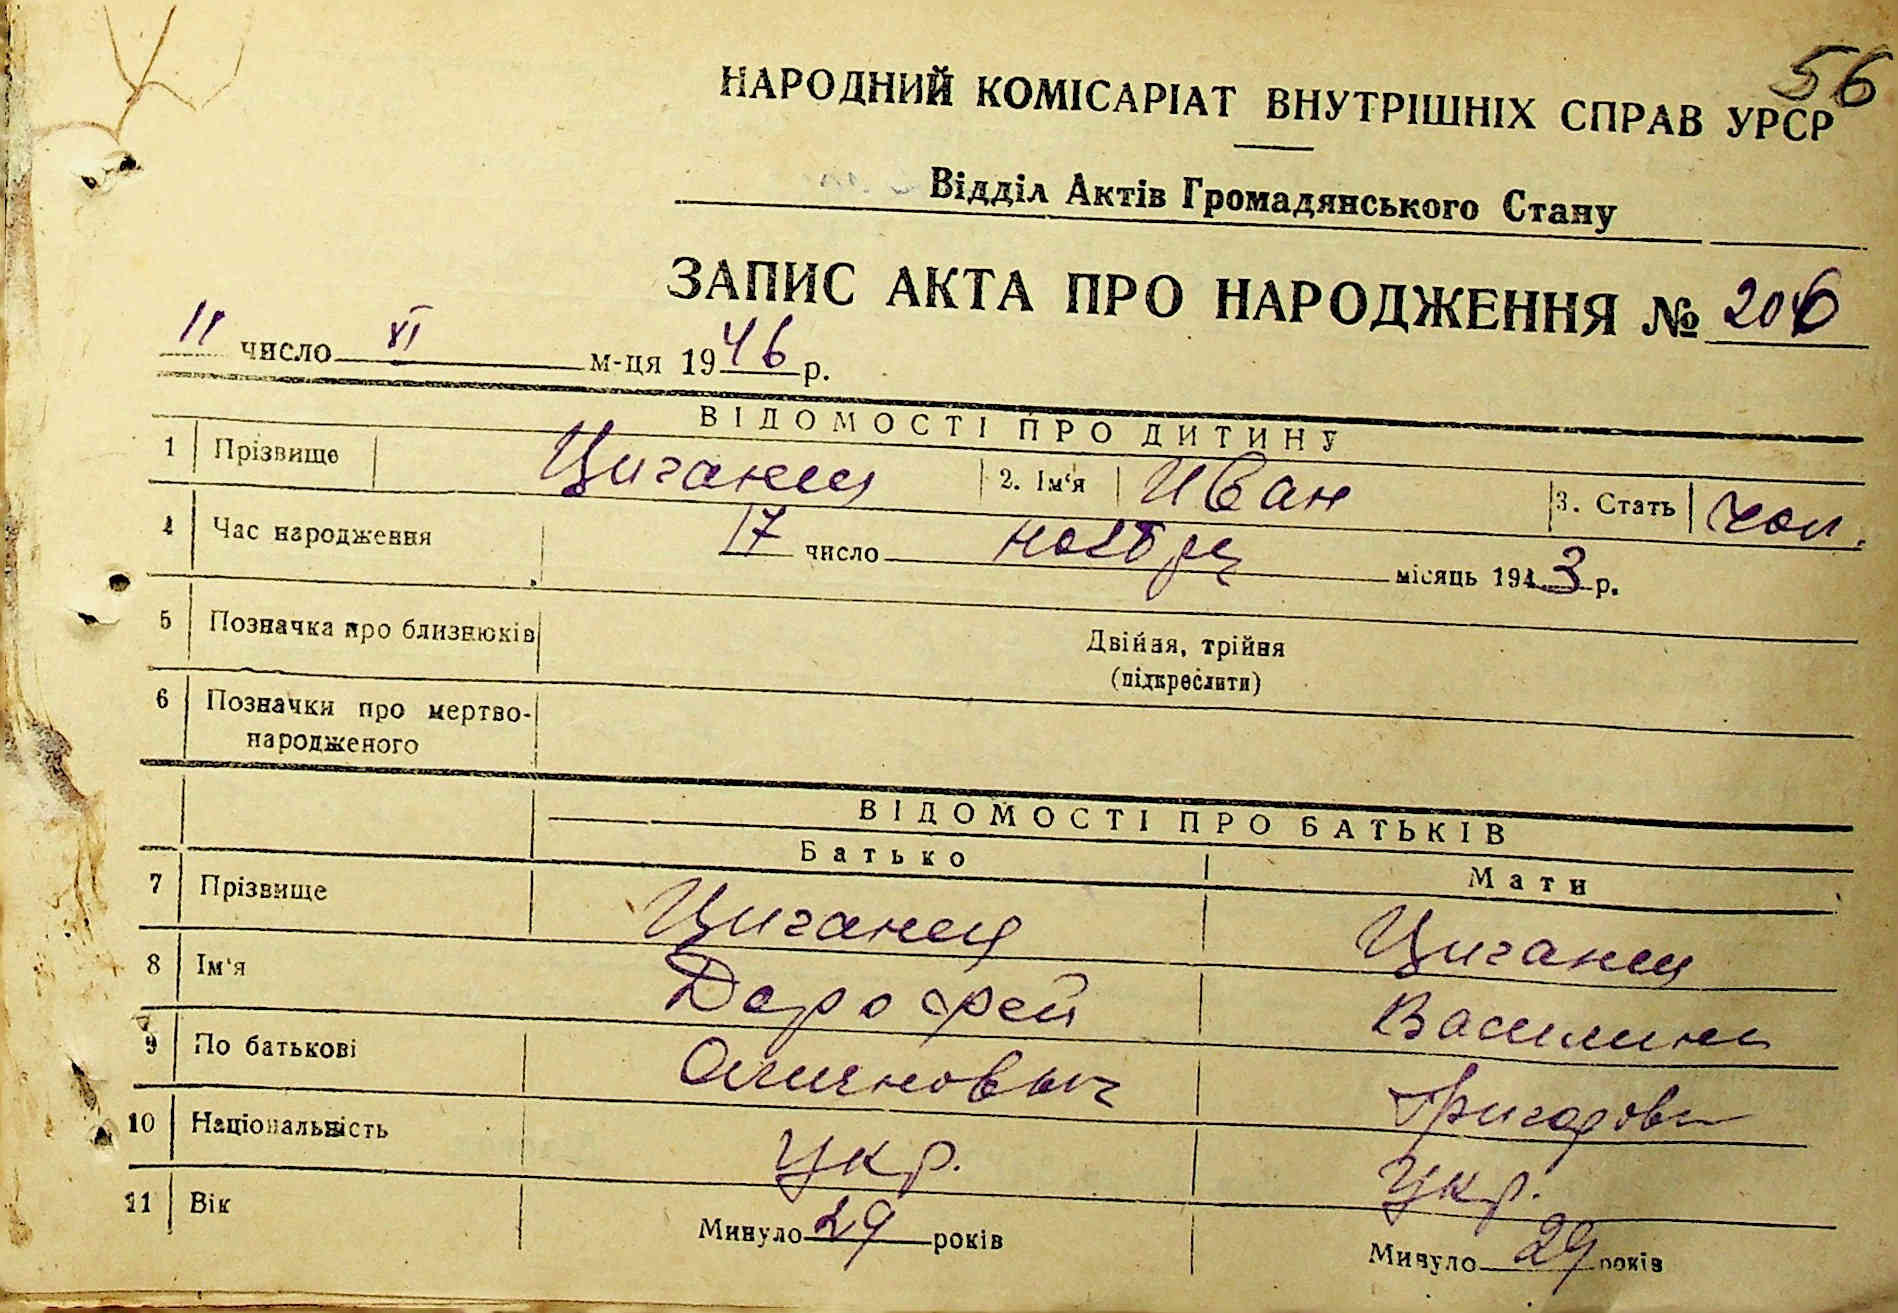 56
НАРОДНИЙ КОМІСАРІАТ ВНУТРІШНІХ СПРАВ УРСР
Відділ Актів Громадянського Стану
ЗАПИС АКТА ПРО НАРОДЖЕННЯ № 206
11 число VI м-ця 1946 р.
ВІДОМОСТІ ПРО ДИТИНУ
1 Прізвище Циганец 2. Ім'я Иван 3. Стать чол.
4 Час народження 17 число ноября місяць 1943 р.
5 Позначка про близнюків Двійня, трійня
(підкреслити)
6 Позначки про мертво-
народженого
ВІДОМОСТІ ПРО БАТЬКІВ
Батько Мати
7 Прізвище Циганец Циганец
8 Ім'я Дорофей Василина
9 По батькові Григоровн
10 Національність Укр. Укр.
11 Вік Минуло 29 років Минуло 29 років